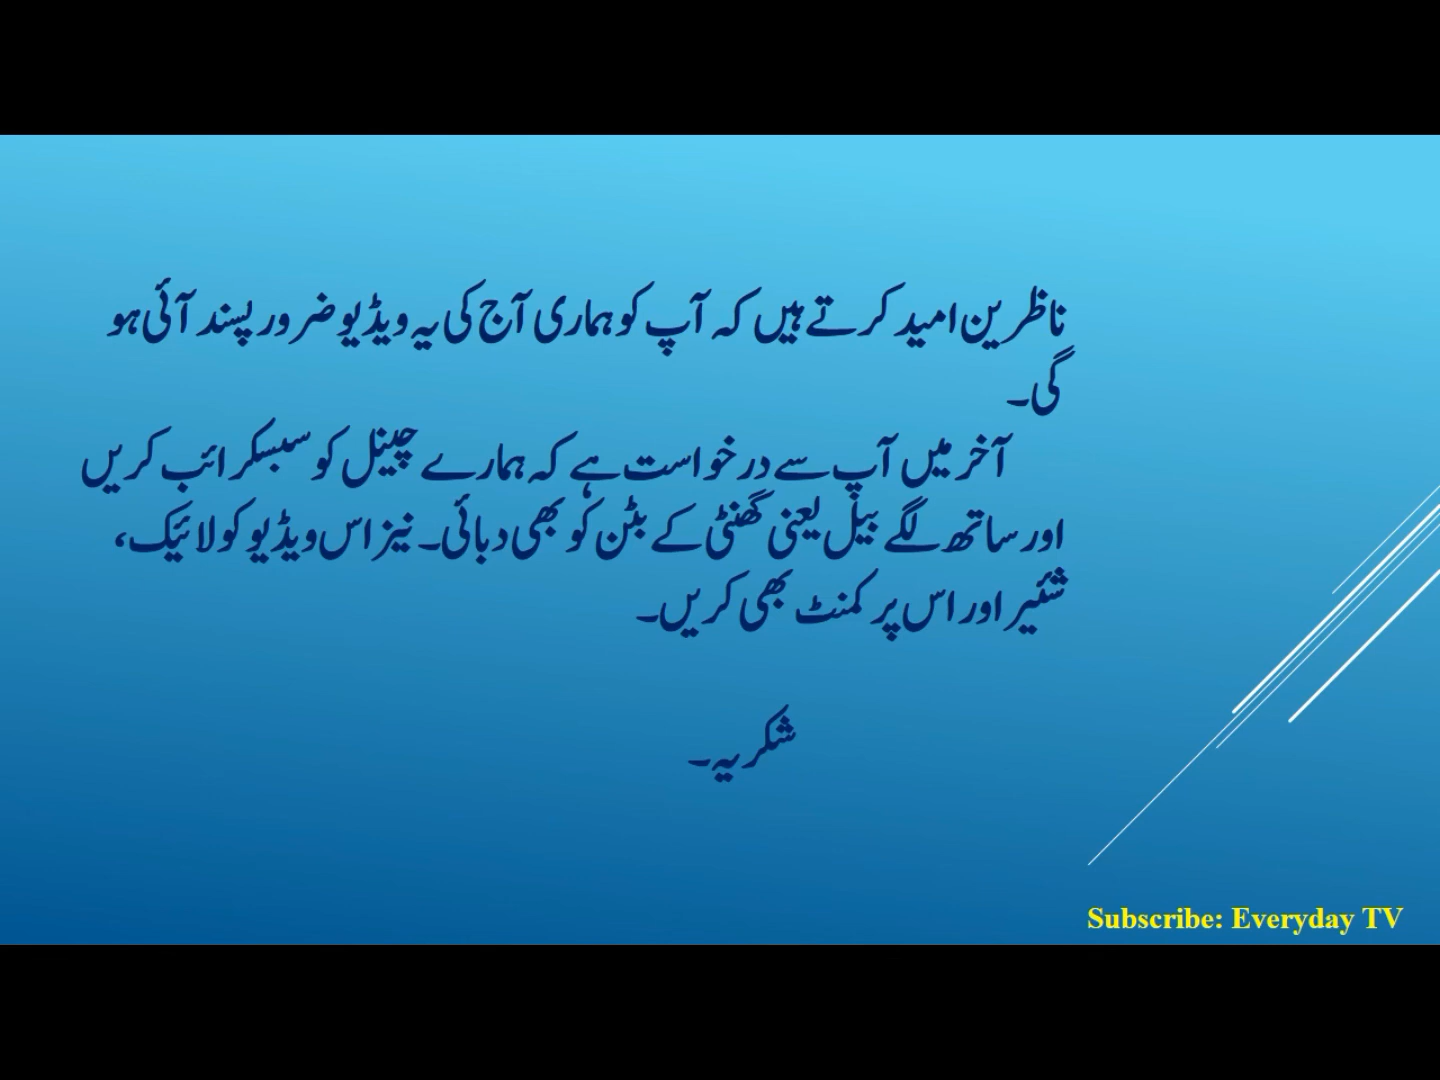 ناظرین امید کرتے ہیں کہ آپ کو ہماری آج کی یہ ویڈیو ضرور پسند آئی ہو
گی۔
آخر میں آپ سے درخواست ہے کہ ہمارے چینل کو سبسکرائب کریں
اور ساتھ لگے بیل یعنی گھنٹی کے بٹن کو بھی دبائی۔ نیز اس ویڈیو کو لائیک،
شئیر اور اس پر کمنٹ بھی کریں۔
شکریہ۔
Subscribe: Everyday TV